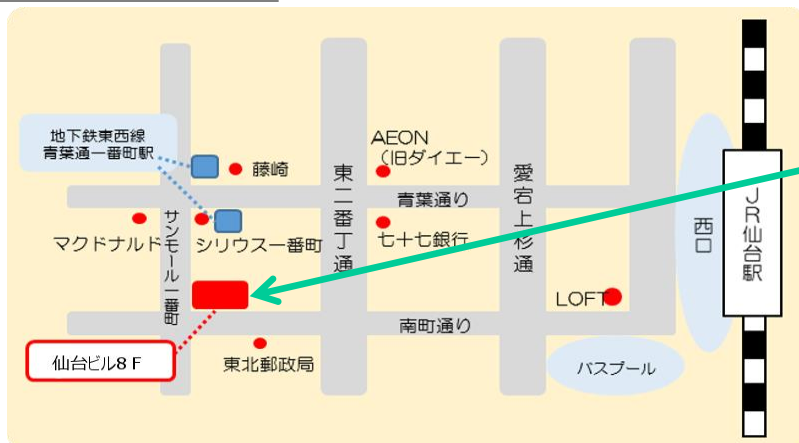 地下鉄東西線
青葉通一番町駅
藤崎
AEON
（旧ダイエー）
東二番丁通
愛宕上杉通
青葉通り
JR仙台駅
西口
マクドナルド
サンモール一番町
シリウス一番町
七十七銀行
LOFT
南町通り
仙台ビル8F
東北郵政局
バスプール